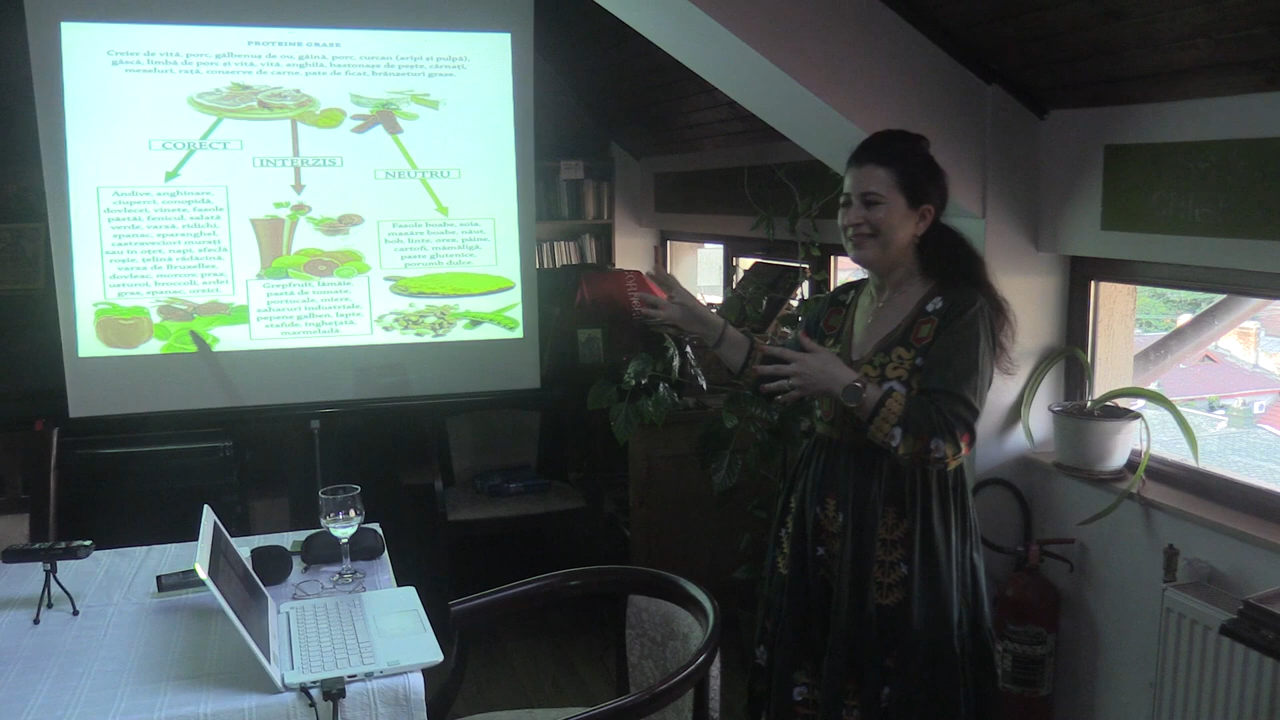 PROTEINE GRASE
Creier de vită, porc, gălbenuș de ou, găină, porc, curcan (aripi și pulpă),
gâscă, limbă de porc și vită, vită, anghilă, bastonașe de pește, cârnați,
mezeluri, rață, conserve de carne, pate de ficat, brânzeturi grase.
CORECT
INTERZIS
NEUTRU
Andive, anghinare,
ciuperci, conopidă,
dovlecei, vinete, fasole
păstăi, fenicul, salată
verde, varză, ridichi,
spanac, sparanghel,
castraveciori murați
sau în oțet, napi, sfeclă
roșie, țelină rădăcină,
varza de Bruxelles,
dovleac, morcov, praz,
usturoi, broccoli, ardei
gras, spanac, urzici.
Grepfruit, lămâie,
pastă de tomate,
portocale, miere,
zaharuri industriale,
pepene galben, lapte,
stafide, înghețată,
marmeladă.
Fasole boabe, soia,
mazăre boabe, năut,
bob, linte, orez, pâine,
cartofi, mămăligă,
paste glutenice,
porumb dulce.